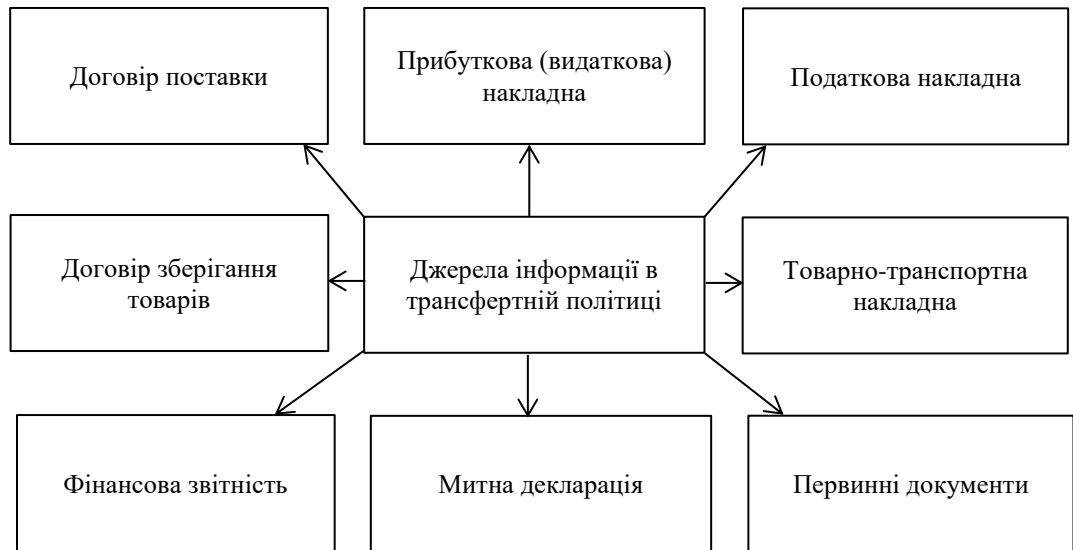 Договір поставки
Прибуткова (видаткова)
накладна
Податкова накладна
Договір зберігання
товарів
Джерела інформації в
трансфертній політиці
Товарно-транспортна
накладна
Фінансова звітність
Митна декларація
Первинні документи